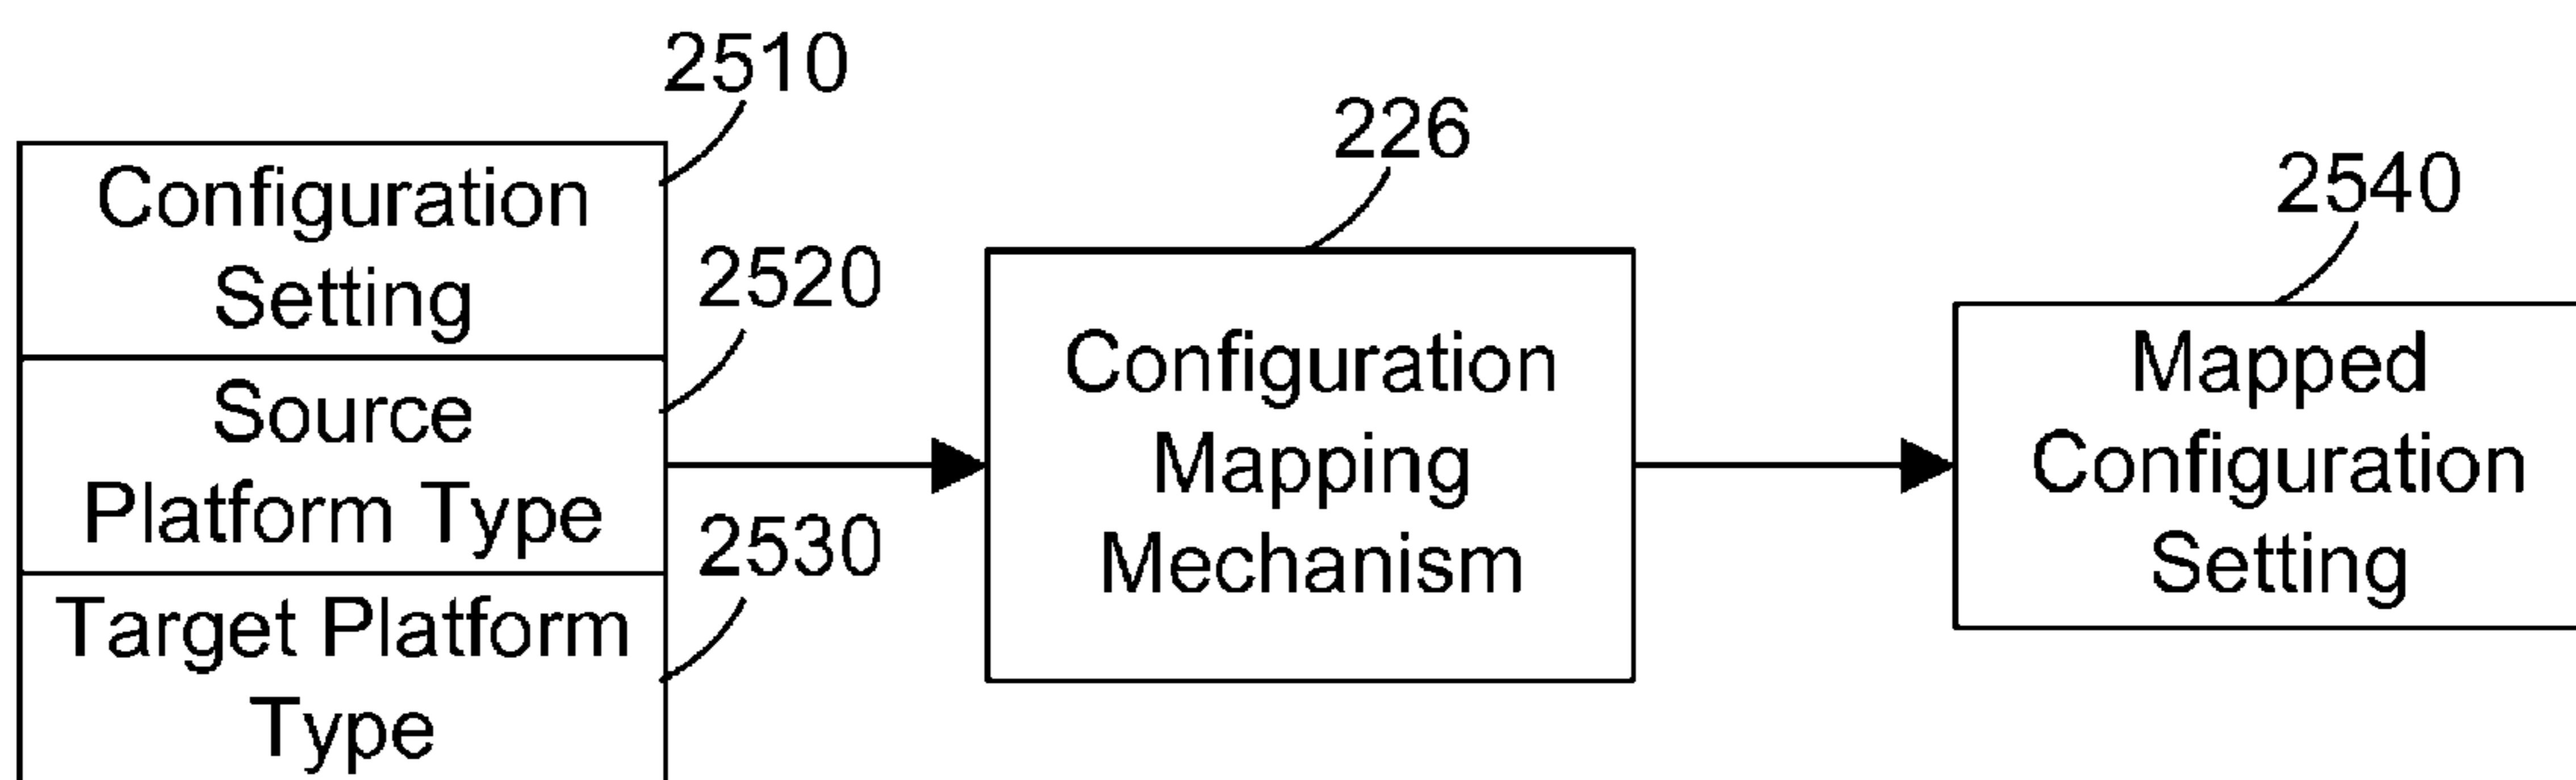 2510
Configuration
Setting
2520
Source
Platform Type
2530
Target Platform
Type
226
Configuration
Mapping
Mechanism
2540
Mapped
Configuration
Setting